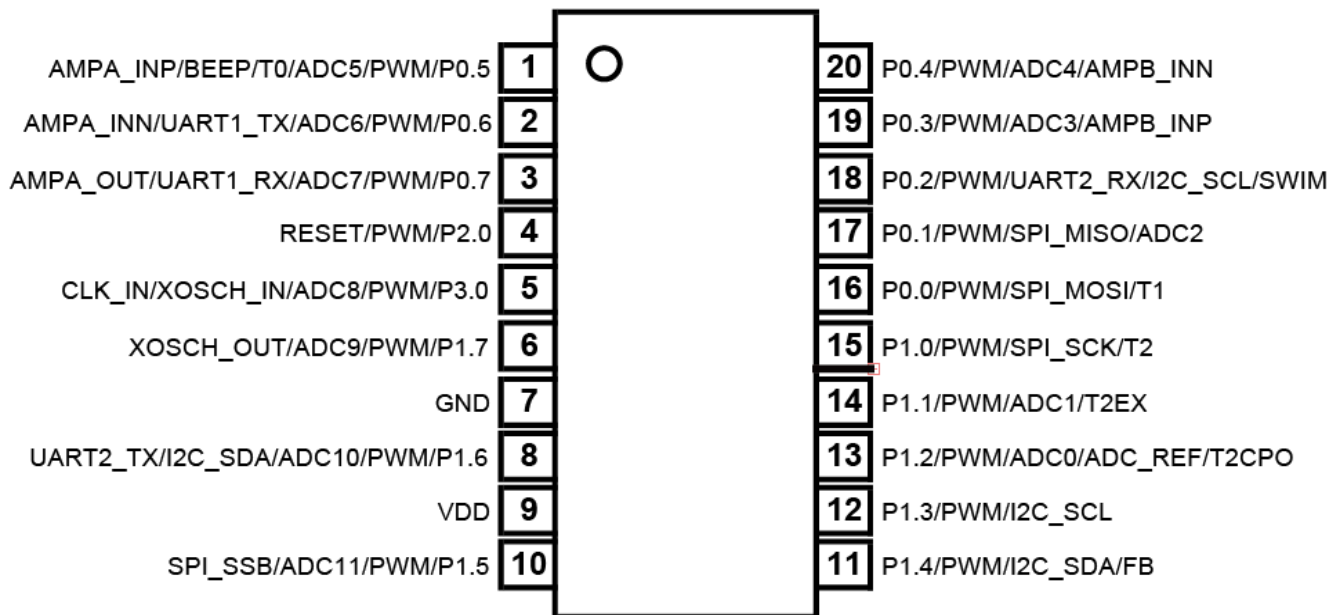 AMPA_INP/BEEP/T0/ADC5/PWM/P0.5 1 20 P0.4/PWM/ADC4/AMPB_INN
AMPA_INN/UART1_TX/ADC6/PWM/P0.6 2 19 P0.3/PWM/ADC3/AMPB_INP
AMPA_OUT/UART1_RX/ADC7/PWM/P0.7 3 18 P0.2/PWM/UART2_RX/I2C_SCL/SWIM
RESET/PWM/P2.0 4 17 P0.1/PWM/SPI_MISO/ADC2
CLK_IN/XOSCH_IN/ADC8/PWM/P3.0 5 16 P0.0/PWM/SPI_MOSI/T1
XOSCH_OUT/ADC9/PWM/P1.7 6 15 P1.0/PWM/SPI_SCK/T2
GND 7 14 P1.1/PWM/ADC1/T2EX
UART2_TX/I2C_SDA/ADC10/PWM/P1.6 8 13 P1.2/PWM/ADC0/ADC_REF/T2CPO
VDD 9 12 P1.3/PWM/I2C_SCL
SPI_SSB/ADC11/PWM/P1.5 10 11 P1.4/PWM/I2C_SDA/FB